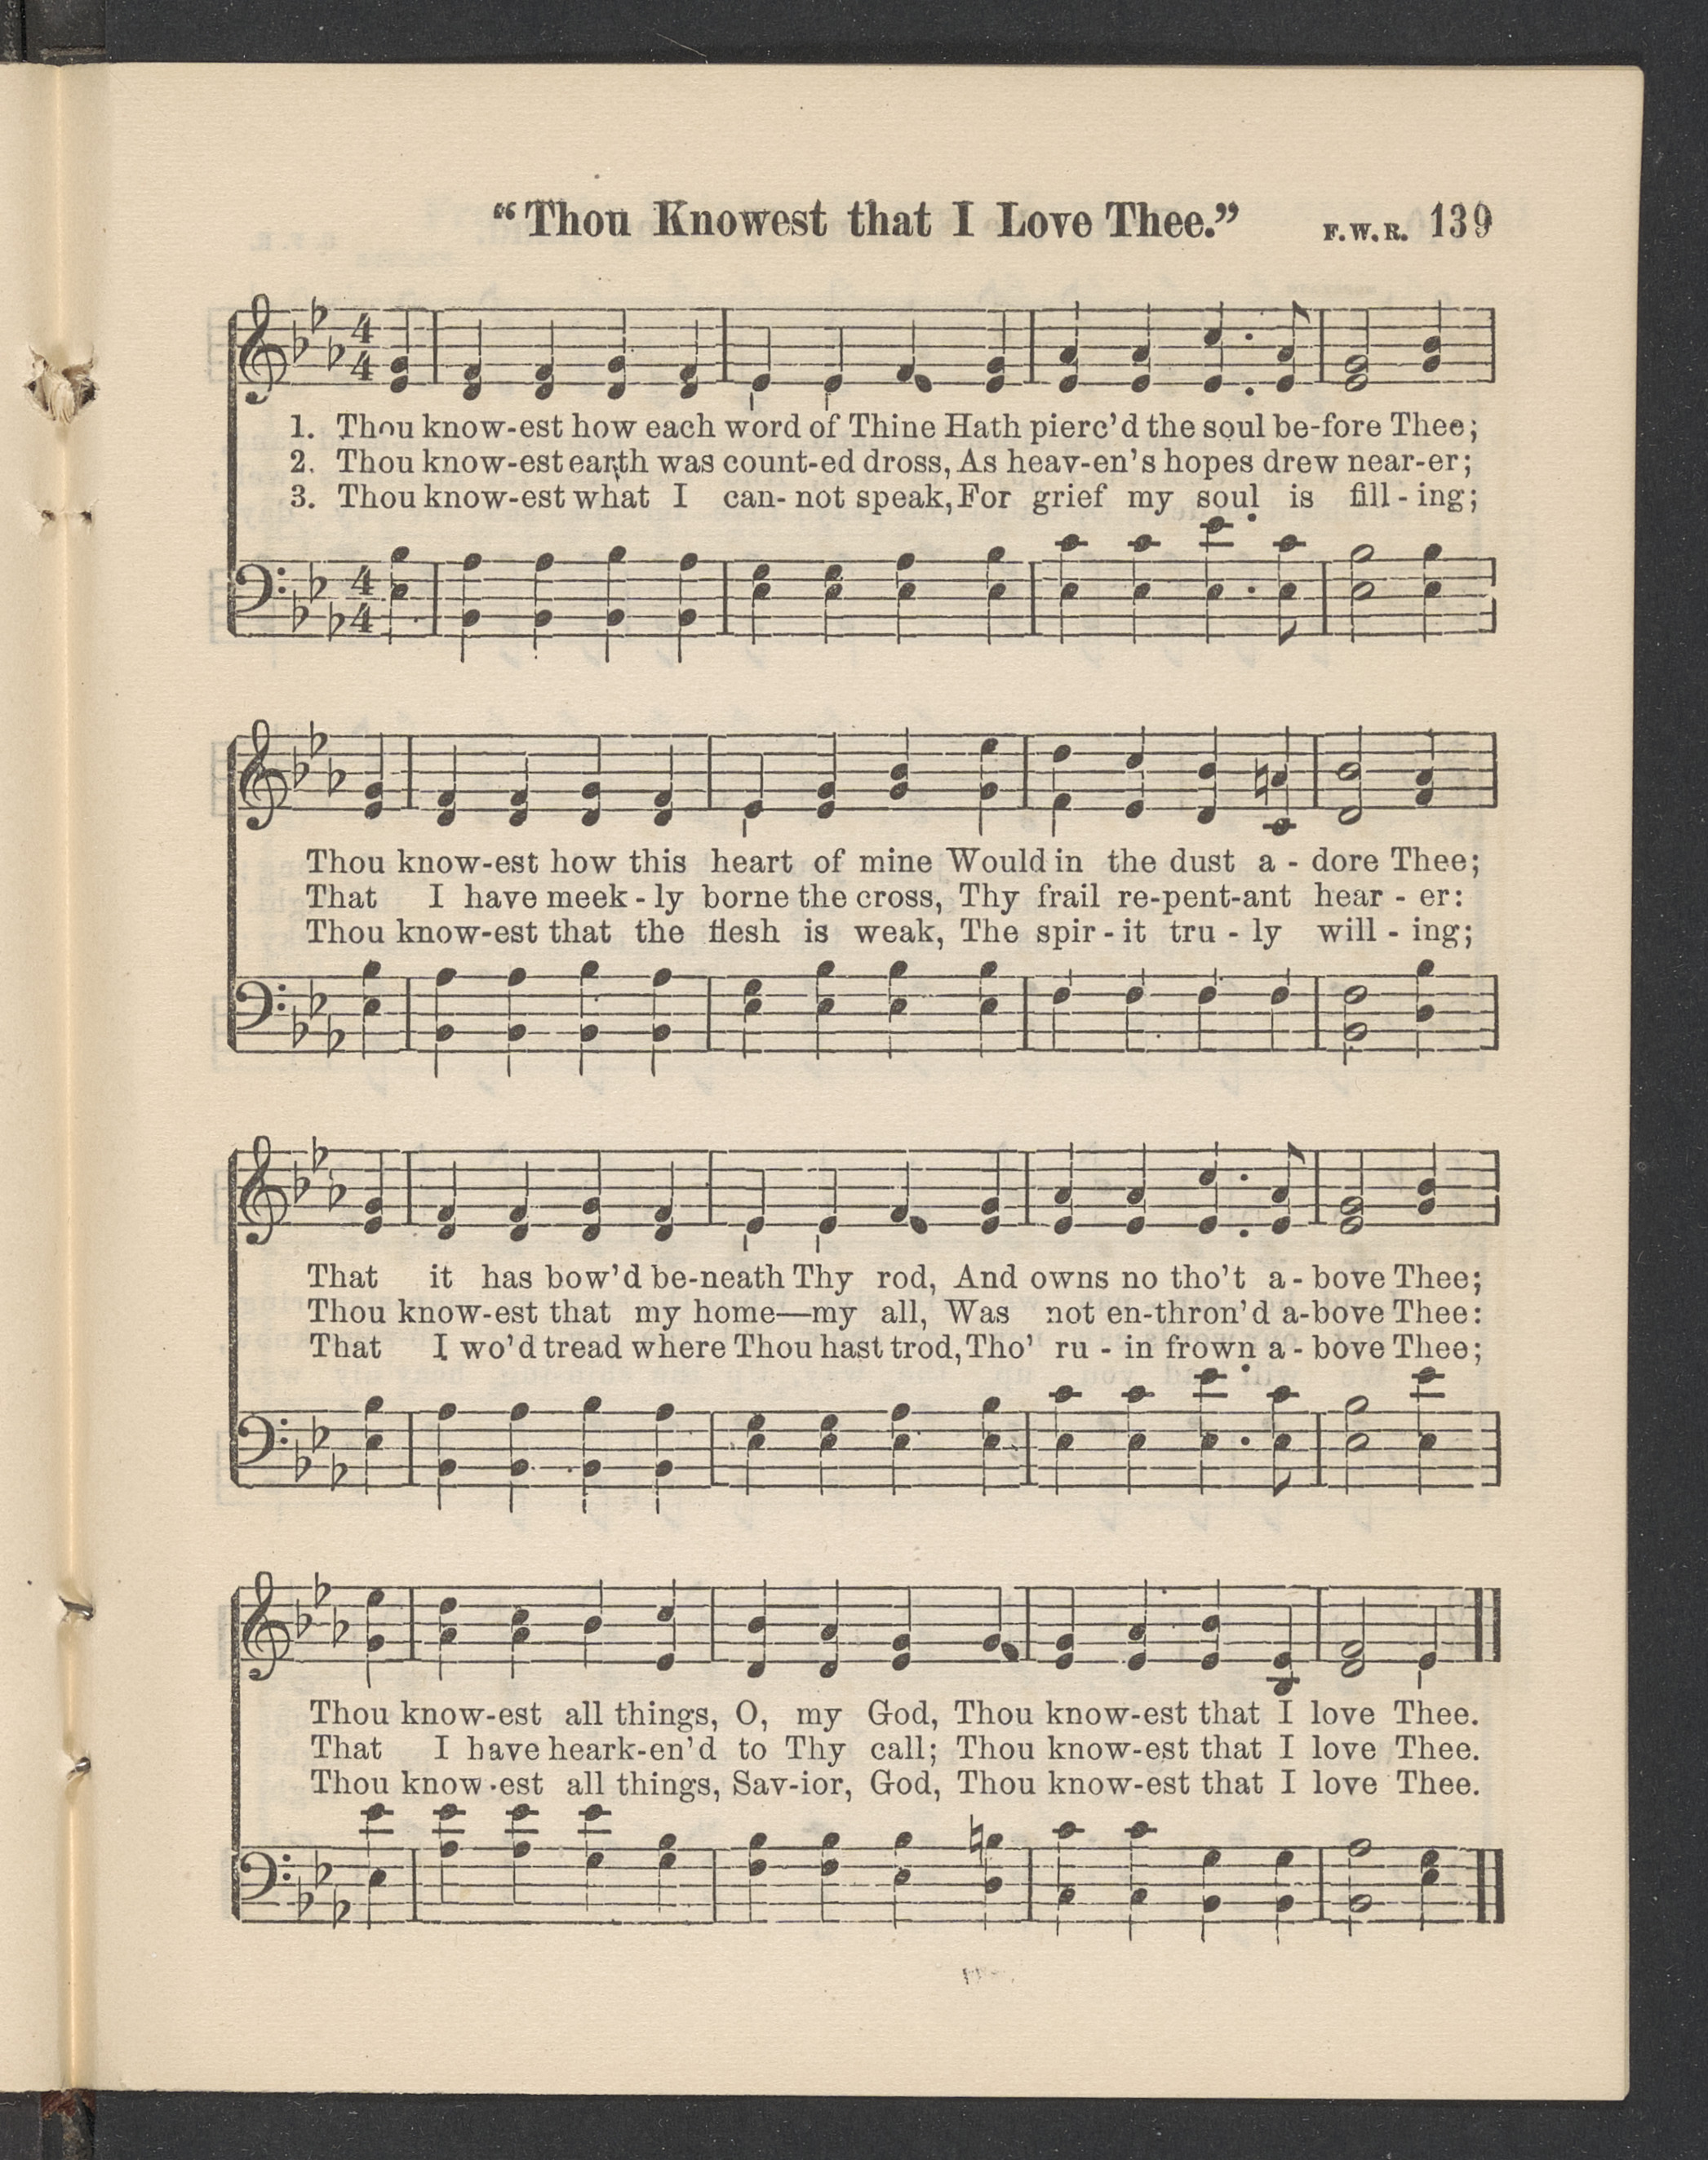 “Thou Knowest that I Love Thee.” F. W. R. 139
4 4
1. Thou know-est how each word of Thine Hath pierc’d the soul be-fore Thee;
2. Thou know-est earth was count-ed dross, As heav-en’s hopes drew near-er;
3. Thou know-est what I can-not speak, For grief my soul is fill-ing;
4 4
Thou know-est how this heart of mine Would in the dust a-dore Thee;
That I have meek-ly borne the cross, Thy frail re-pent-ant hear-er:
Thou know-est that the flesh is weak, The spir-it tru-ly will-ing;
That it has bow’d be-neath Thy rod, And owns no tho’t a-bove Thee;
Thou know-est that my home—my all, Was not en-thron’d a-bove Thee:
That I wo’d tread where Thou hast trod, Tho’ ru-in frown a-bove Thee;
Thou know-est all things, O, my God, Thou know-est that I love Thee.
That I have heark-en’d to Thy call; Thou know-est that I love Thee.
Thou know-est all things, Sav-ior, God, Thou know-est that I love Thee.